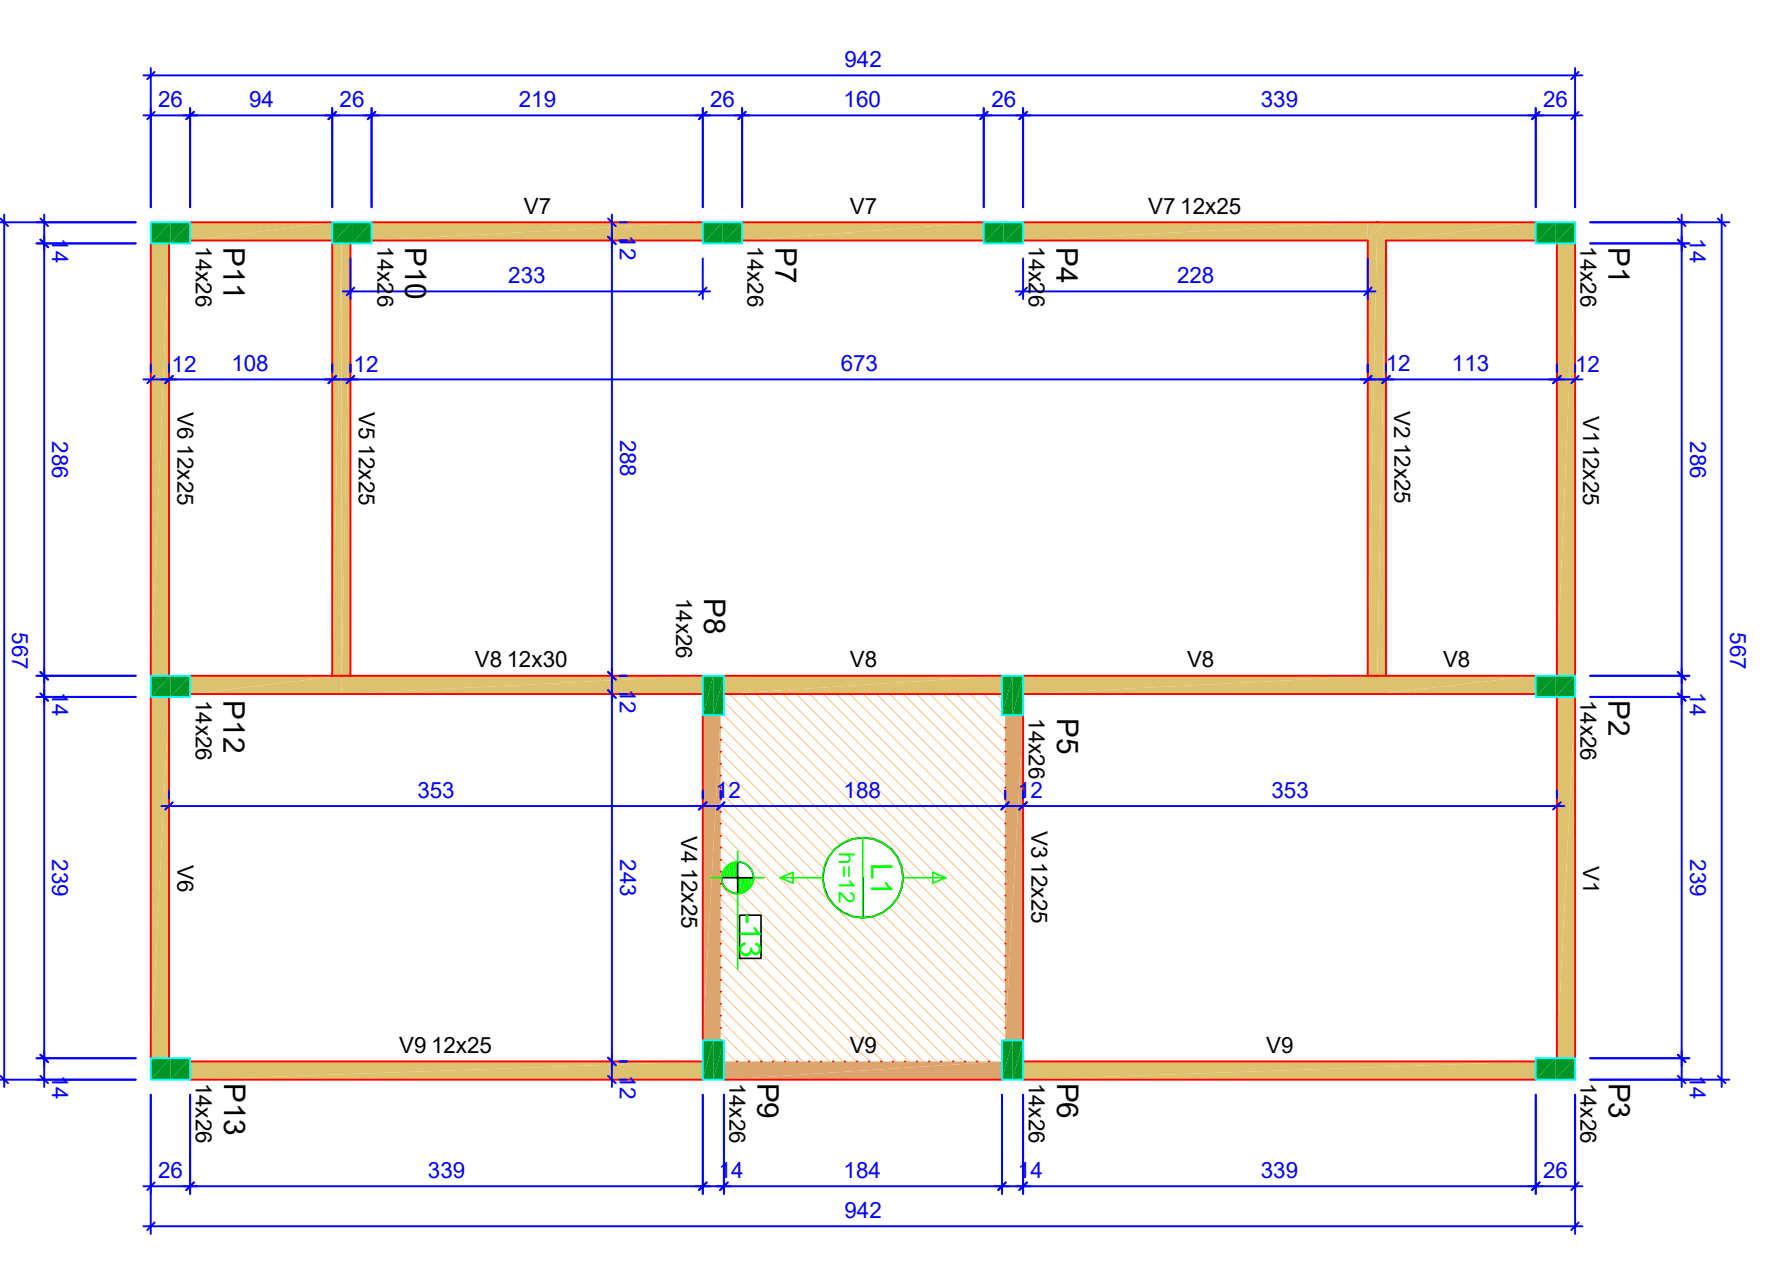 942
26 94 26 219 26 160 26 339 26
V7 V7 V7 12x25
14 12 14
P11 14x26
P10 14x26
P7 14x26
P4 14x26
P1 14x26
233 228
12 108 12 673 12 113 12
V6 12x25
V5 12x25
V2 12x25
V1 12x25
286 288 286
P8 14x26
567 567
V8 12x30 V8 V8 V8
14 12 14
P12 14x26
P5 14x26
P2 14x26
353 12 188 12 353
V6
V4 12x25
V3 12x25
V1
239 243 239
L1
h=12
-13
V9 12x25 V9 V9
14 12 14
P13 14x26
P9 14x26
P6 14x26
P3 14x26
26 339 14 184 14 339 26
942